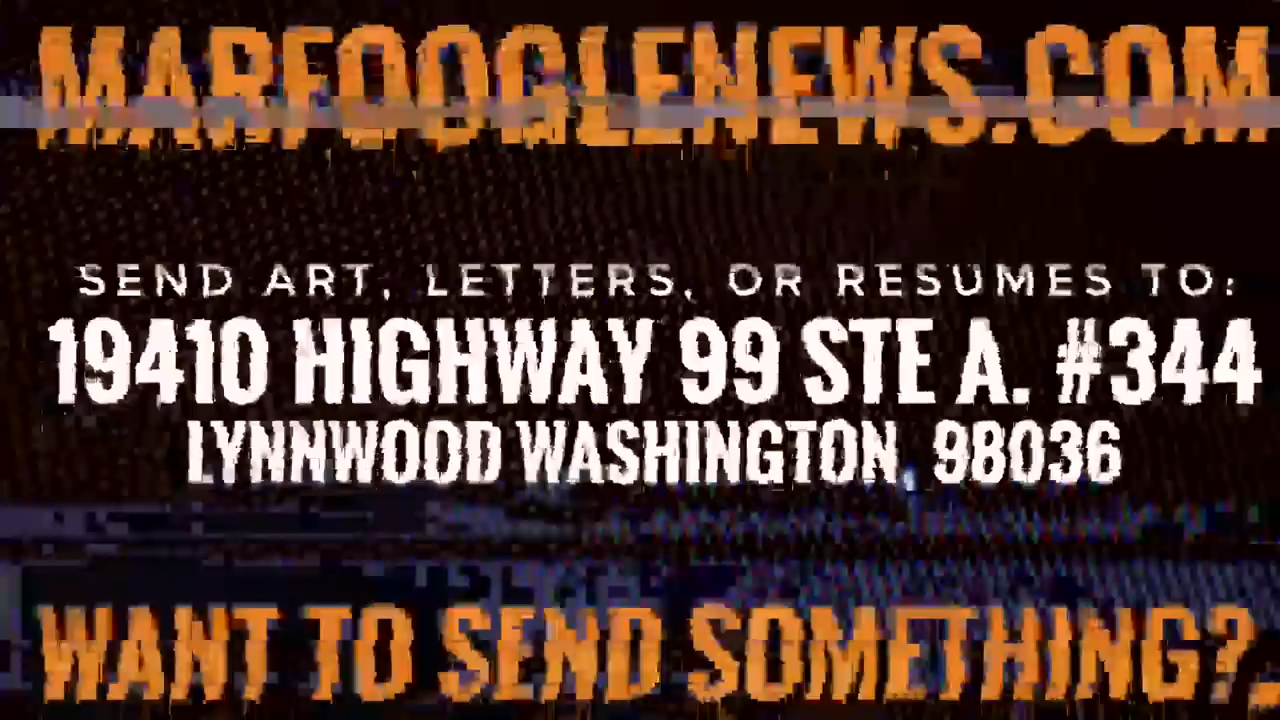 MARFOOGLENEWS.COM
SEND ART, LETTERS, OR RESUMES TO:
19410 HIGHWAY 99 STE A. #344
LYNNWOOD WASHINGTON, 98036
WANT TO SEND SOMETHING?